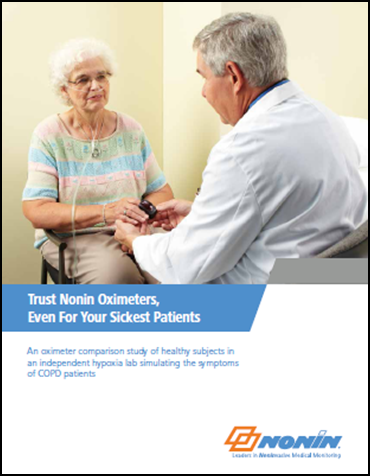 Trust Nonin Oximeters,
Even For Your Sickest Patients
An oximeter comparison study of healthy subjects in
an independent hypoxia lab simulating the symptoms
of COPD patients
NONIN
Leaders in Noninvasive Medical Monitoring